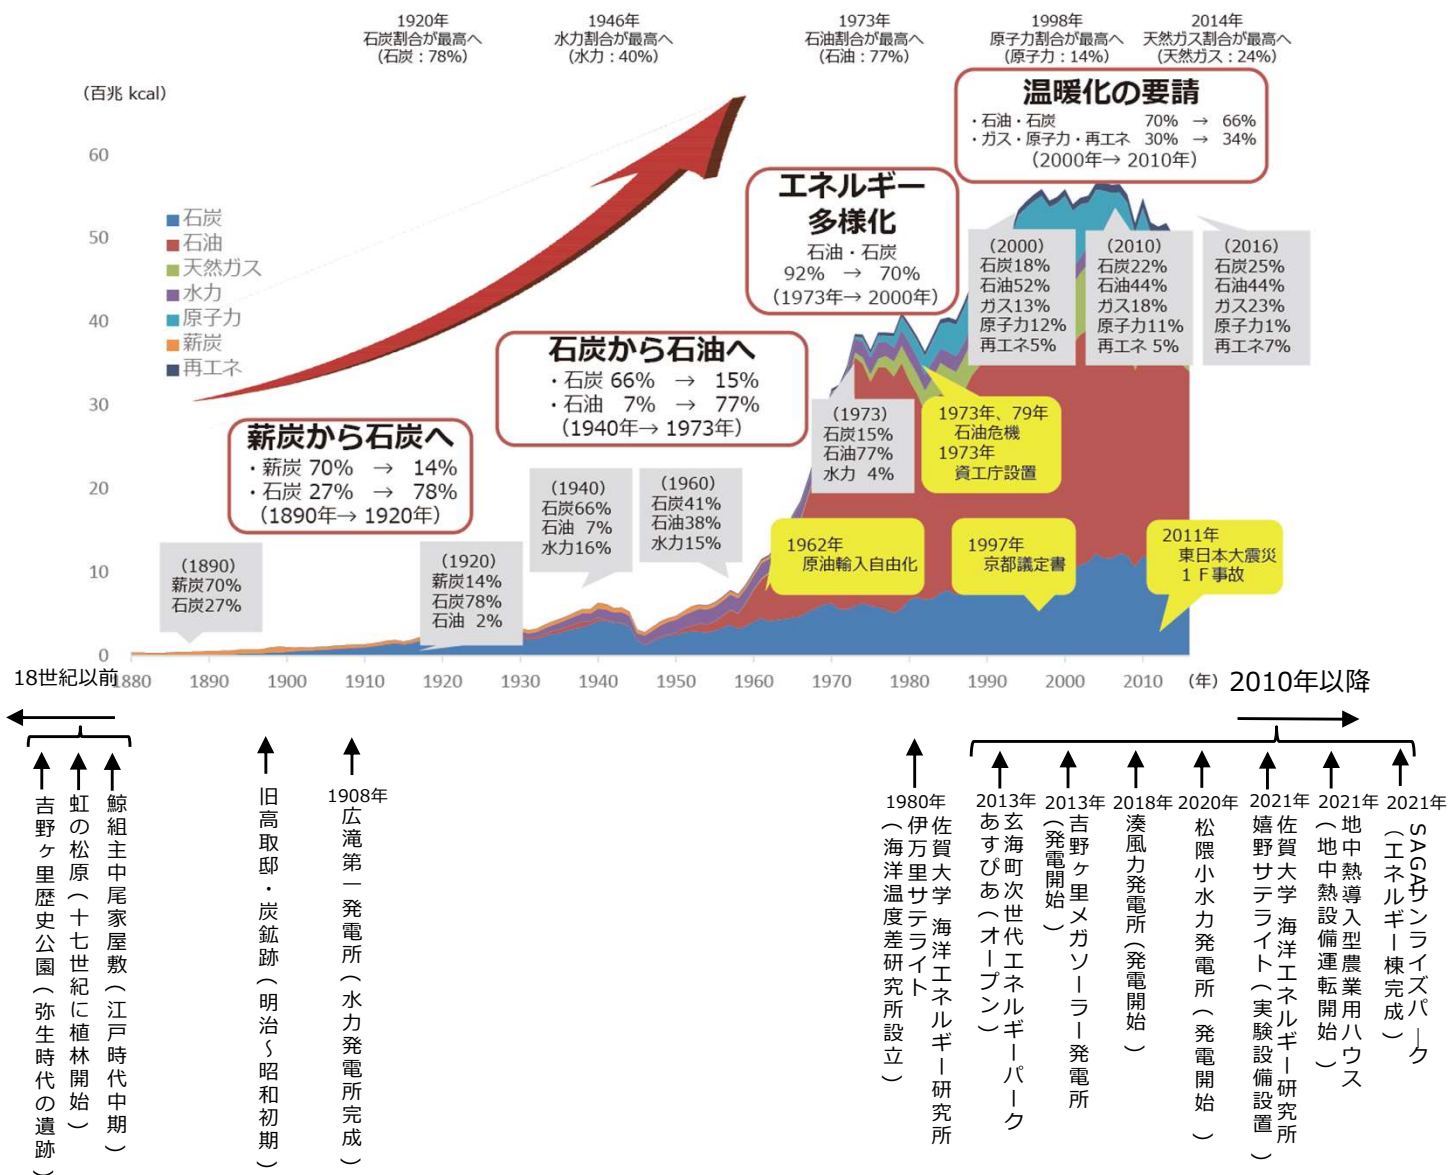 1920年
石炭割合が最高へ
（石炭：78%）
1946年
水力割合が最高へ
（水力：40%）
1973年
石油割合が最高へ
（石油：77%）
1998年
原子力割合が最高へ
（原子力：14%）
2014年
天然ガス割合が最高へ
（天然ガス：24%）
（百兆 kcal）
60
50
40
30
20
10
0
石炭
石油
天然ガス
水力
原子力
薪炭
再エネ
温暖化の要請
・石油・石炭 70% → 66%
・ガス・原子力・再エネ 30% → 34%
（2000年→ 2010年）
エネルギー
多様化
石油・石炭
92% → 70%
（1973年→ 2000年）
石炭から石油へ
・石炭 66% → 15%
・石油 7% → 77%
（1940年→ 1973年）
薪炭から石炭へ
・薪炭 70% → 14%
・石炭 27% → 78%
（1890年→ 1920年）
（1890）
薪炭70%
石炭27%
（1920）
薪炭14%
石炭78%
石油 2%
（1940）
石炭66%
石油 7%
水力16%
（1960）
石炭41%
石油38%
水力15%
（1973）
石炭15%
石油77%
水力 4%
（2000）
石炭18%
石油52%
ガス13%
原子力12%
再エネ5%
（2010）
石炭22%
石油44%
ガス18%
原子力11%
再エネ 5%
（2016）
石炭25%
石油44%
ガス23%
原子力1%
再エネ7%
1973年、79年
石油危機
1973年
資工庁設置
1962年
原油輸入自由化
1997年
京都議定書
2011年
東日本大震災
１Ｆ事故
1880 1890 1900 1910 1920 1930 1940 1950 1960 1970 1980 1990 2000 2010 （年）
18世紀以前
2010年以降
吉野ヶ里歴史公園（弥生時代の遺跡）
虹の松原（十七世紀に植林開始）
鯨組主中尾家屋敷（江戸時代中期）
旧高取邸・炭鉱跡（明治～昭和初期）
1908年
広滝第一発電所（水力発電所完成）
1980年
佐賀大学 海洋エネルギー研究所
伊万里サテライト
（海洋温度差研究所設立）
2013年
玄海町次世代エネルギーパーク
あすぴあ（オープン）
2013年
吉野ヶ里メガソーラー発電所
（発電開始）
2018年
湊風力発電所（発電開始）
2020年
松隈小水力発電所（発電開始）
2021年
佐賀大学 海洋エネルギー研究所
嬉野サテライト（実験設備設置）
2021年
地中熱導入型農業用ハウス
（地中熱設備運転開始）
2021年
SAGAサンライズパーク
（エネルギー棟完成）